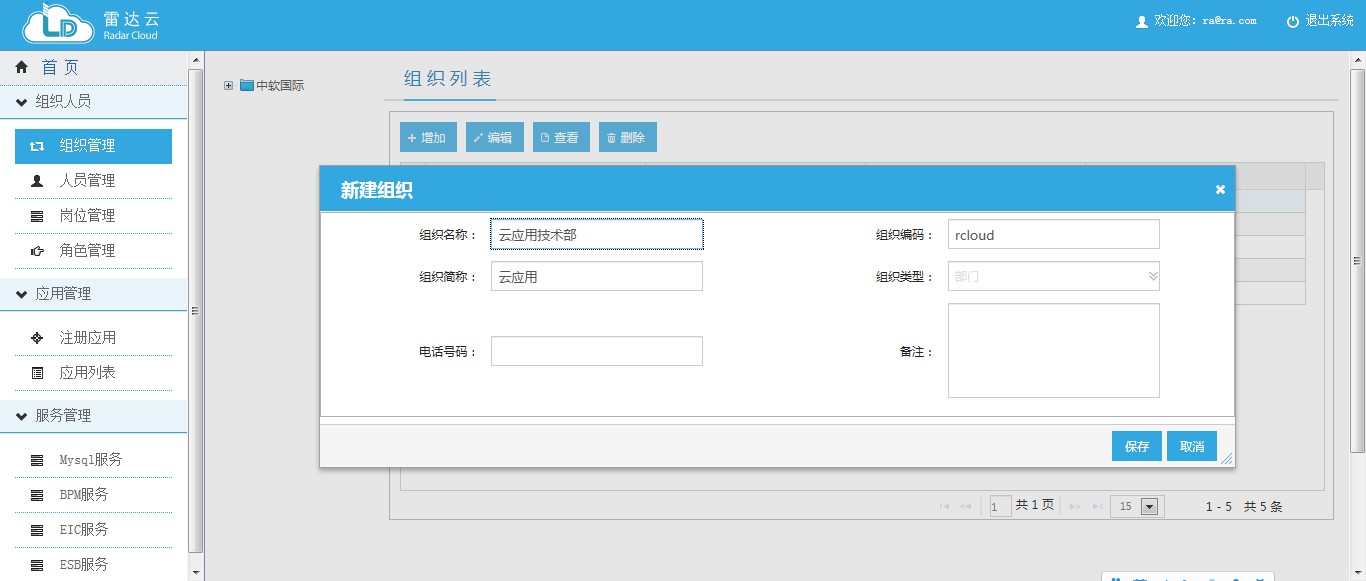 雷达云
Radar Cloud
欢迎您: ra@ra.com
退出系统
首 页
组织人员
组织管理
人员管理
岗位管理
角色管理
应用管理
注册应用
应用列表
服务管理
Mysql服务
BPM服务
EIC服务
ESB服务
中软国际
组织列表
增加 编辑 查看 删除
新建组织
组织名称： 云应用技术部
组织编码： rcloud
组织简称： 云应用
组织类型： 部门
电话号码：
备注：
保存 取消
1 共 1 页 15 1 - 5 共 5 条